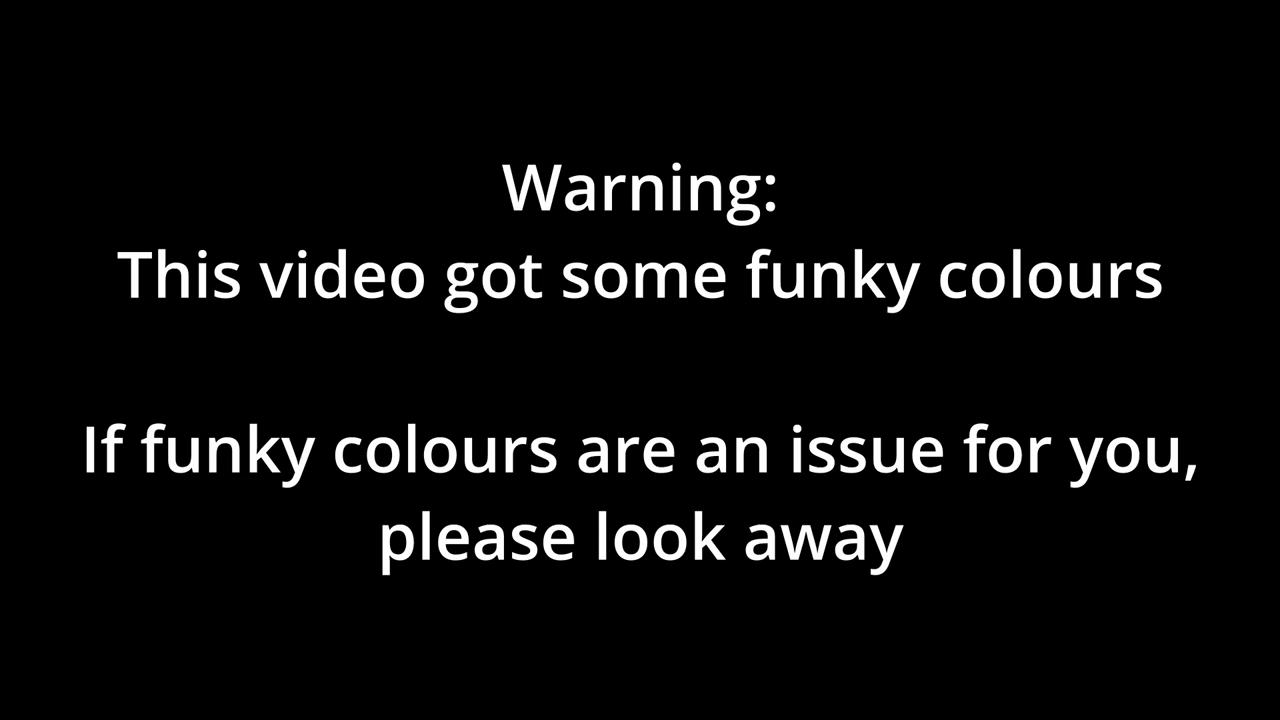 Warning:
This video got some funky colours
If funky colours are an issue for you,
please look away